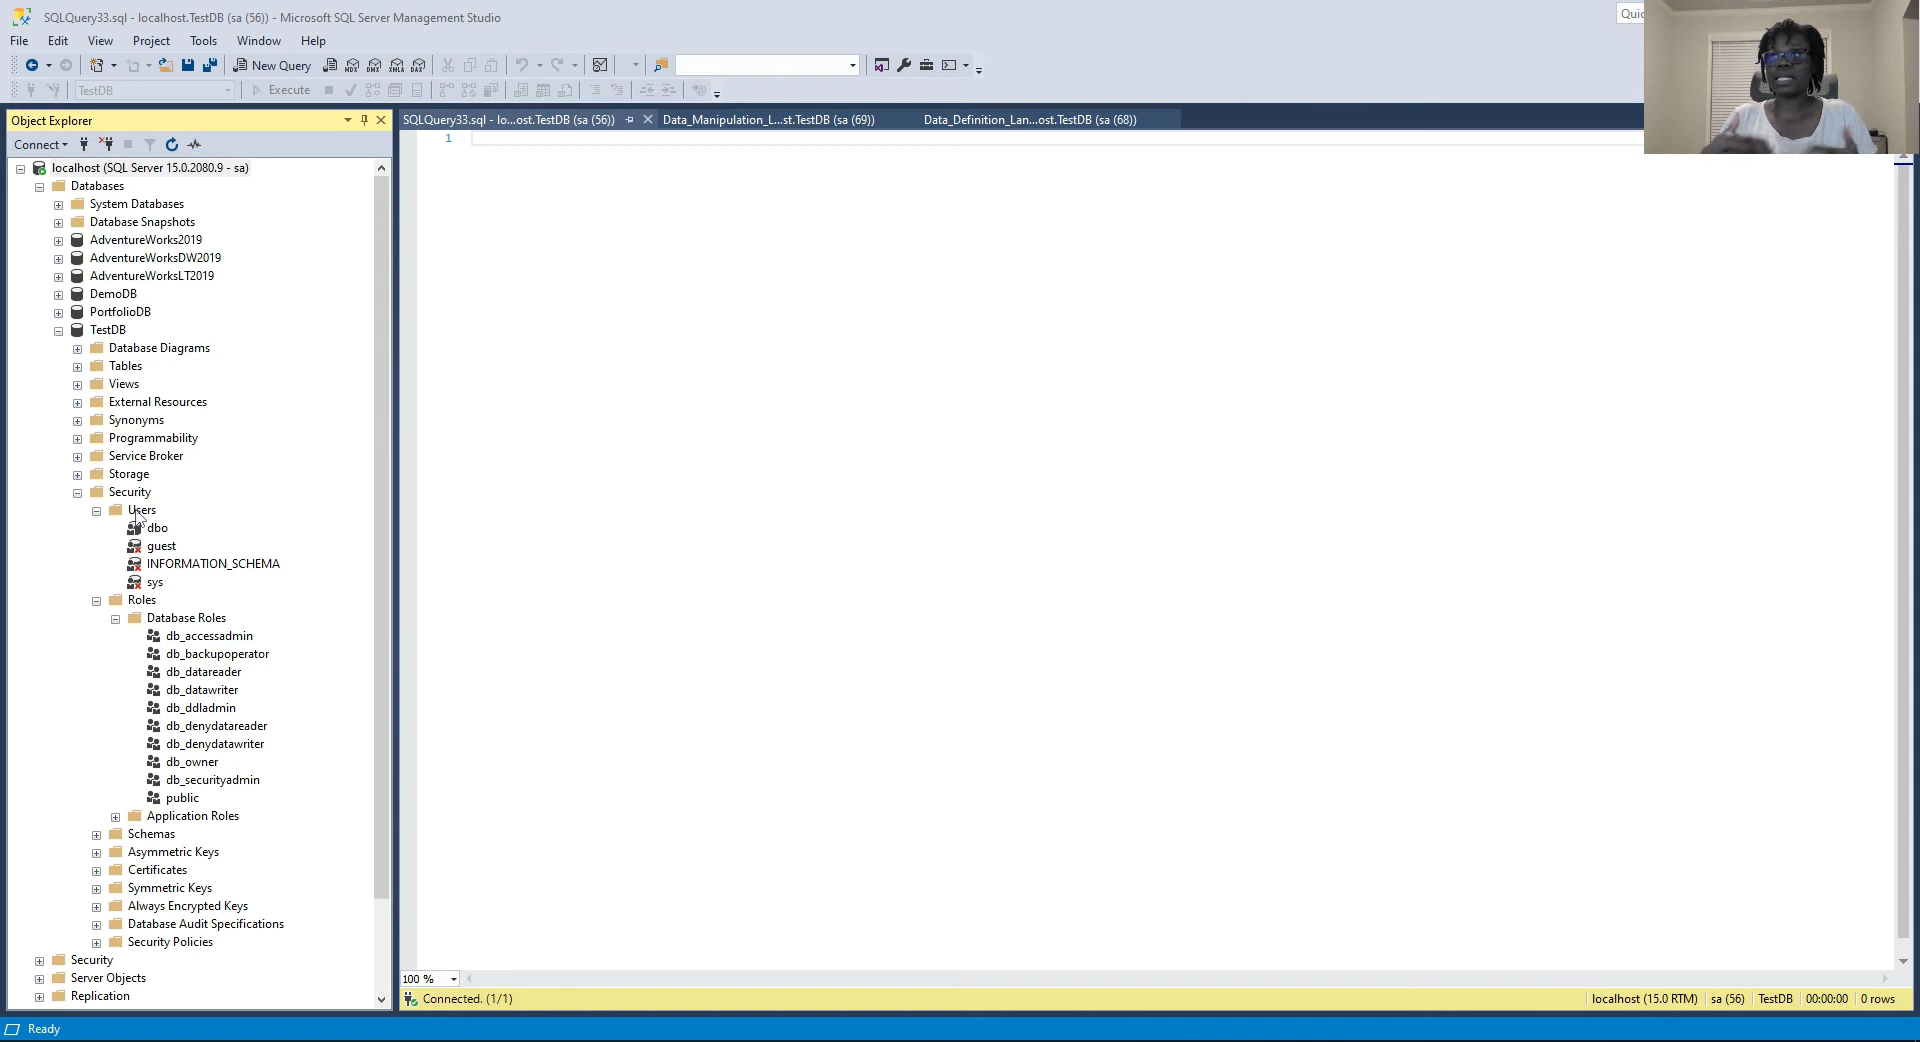 SQLQuery33.sql - localhost.TestDB (sa (56)) - Microsoft SQL Server Management Studio
Quic
File Edit View Project Tools Window Help
New Query
MDX DMX XMLA DAX
TestDB Execute
Object Explorer
SQLQuery33.sql - lo...ost.TestDB (sa (56)) Data_Manipulation_L...st.TestDB (sa (69)) Data_Definition_Lan...ost.TestDB (sa (68))
Connect
1
localhost (SQL Server 15.0.2080.9 - sa)
Databases
System Databases
Database Snapshots
AdventureWorks2019
AdventureWorksDW2019
AdventureWorksLT2019
DemoDB
PortfolioDB
TestDB
Database Diagrams
Tables
Views
External Resources
Synonyms
Programmability
Service Broker
Storage
Security
Users
dbo
guest
INFORMATION_SCHEMA
sys
Roles
Database Roles
db_accessadmin
db_backupoperator
db_datareader
db_datawriter
db_ddladmin
db_denydatareader
db_denydatawriter
db_owner
db_securityadmin
public
Application Roles
Schemas
Asymmetric Keys
Certificates
Symmetric Keys
Always Encrypted Keys
Database Audit Specifications
Security Policies
Security
Server Objects
Replication
100 %
Connected. (1/1) localhost (15.0 RTM) sa (56) TestDB 00:00:00 0 rows
Ready